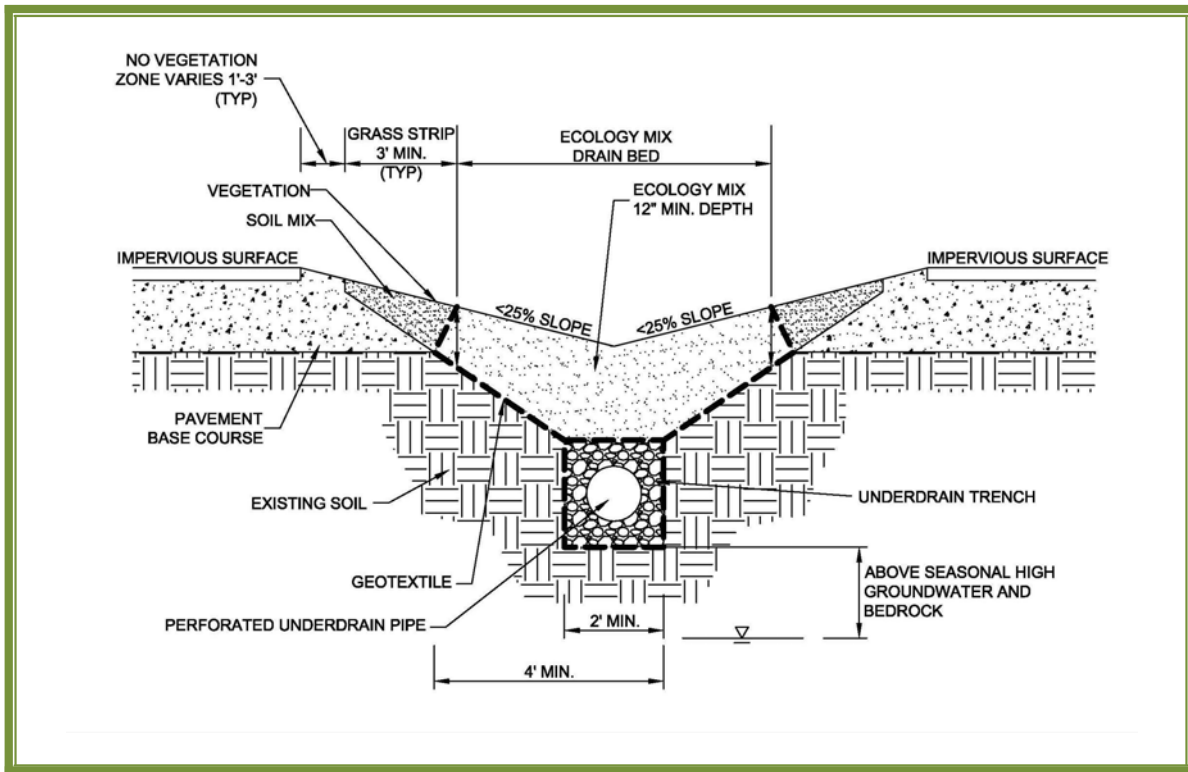 NO VEGETATION
ZONE VARIES 1'-3'
(TYP)
GRASS STRIP
3' MIN.
(TYP)
ECOLOGY MIX
DRAIN BED
VEGETATION
SOIL MIX
ECOLOGY MIX
12" MIN. DEPTH
IMPERVIOUS SURFACE
IMPERVIOUS SURFACE
<25% SLOPE
<25% SLOPE
PAVEMENT
BASE COURSE
EXISTING SOIL
UNDERDRAIN TRENCH
GEOTEXTILE
ABOVE SEASONAL HIGH
GROUNDWATER AND
BEDROCK
PERFORATED UNDERDRAIN PIPE
2' MIN.
4' MIN.